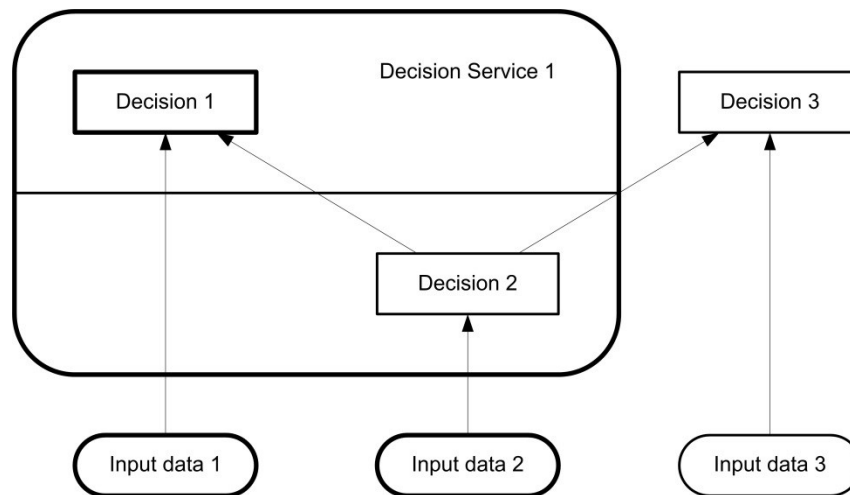 Decision Service 1
Decision 1
Decision 3
Decision 2
Input data 1
Input data 2
Input data 3